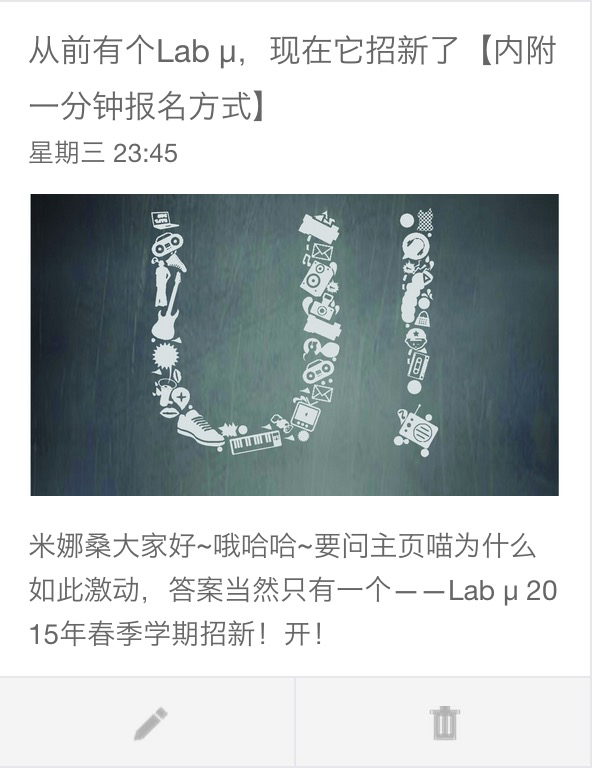 从前有个Lab μ，现在它招新了【内附
一分钟报名方式】
星期三 23:45
U!
米娜桑大家好~哦哈哈~要问主页喵为什么
如此激动，答案当然只有一个——Lab μ 20
15年春季学期招新！开！